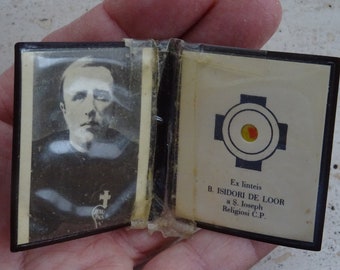 Ex linteis
B. ISIDORI DE LOOR
a S. Joseph
Religiosi C.P.